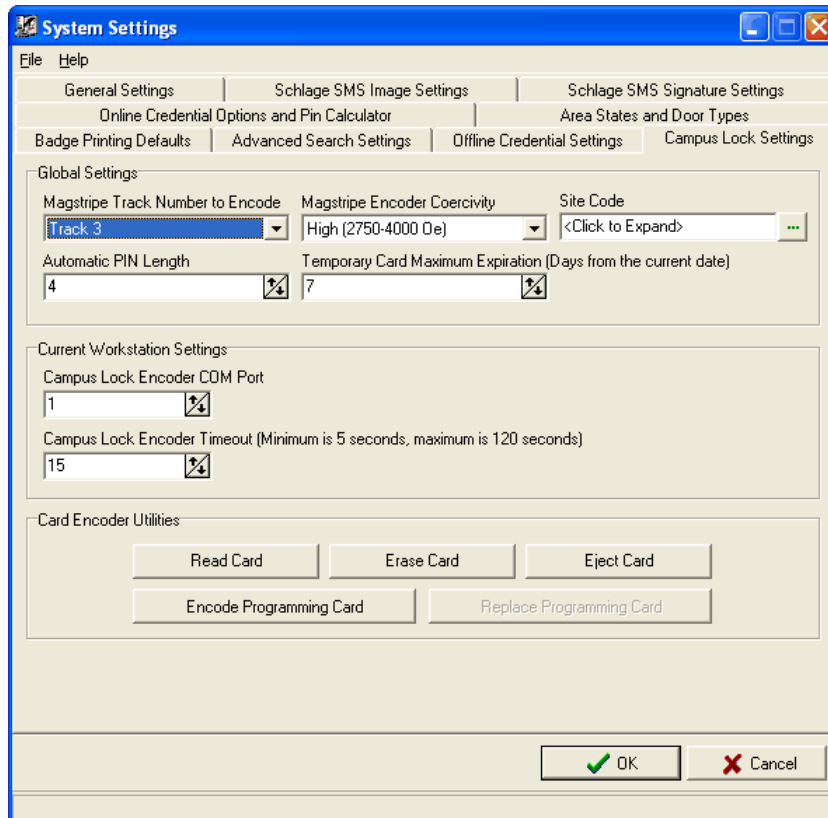 System Settings
File Help
General Settings Schlage SMS Image Settings Schlage SMS Signature Settings
Online Credential Options and Pin Calculator Area States and Door Types
Badge Printing Defaults Advanced Search Settings Offline Credential Settings Campus Lock Settings
Global Settings
Magstripe Track Number to Encode Magstripe Encoder Coercivity Site Code
Track 3 High (2750-4000 Oe) <Click to Expand> ...
Automatic PIN Length Temporary Card Maximum Expiration (Days from the current date)
4 7
Current Workstation Settings
Campus Lock Encoder COM Port
1
Campus Lock Encoder Timeout (Minimum is 5 seconds, maximum is 120 seconds)
15
Card Encoder Utilities
Read Card Erase Card Eject Card
Encode Programming Card Replace Programming Card
OK Cancel